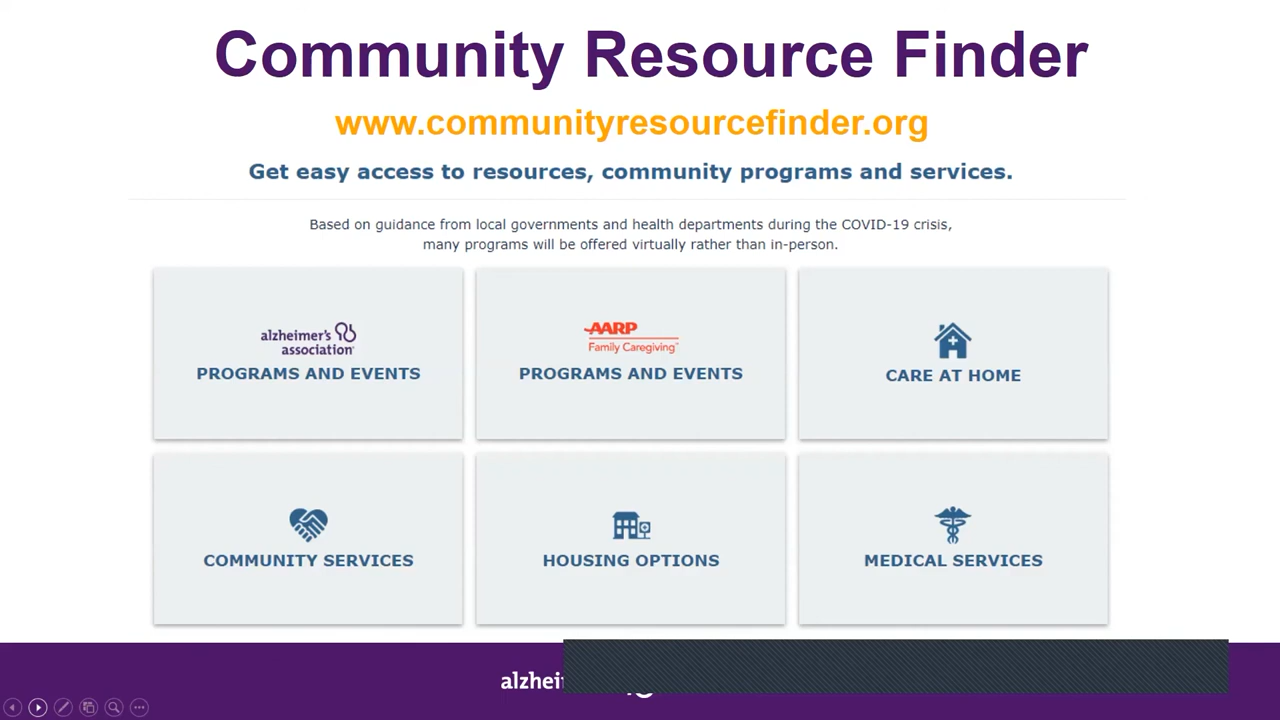 Community Resource Finder
www.communityresourcefinder.org
Get easy access to resources, community programs and services.
Based on guidance from local governments and health departments during the COVID-19 crisis,
many programs will be offered virtually rather than in-person.
alzheimer's
association
PROGRAMS AND EVENTS
AARP
Family Caregiving
PROGRAMS AND EVENTS
CARE AT HOME
COMMUNITY SERVICES
HOUSING OPTIONS
MEDICAL SERVICES